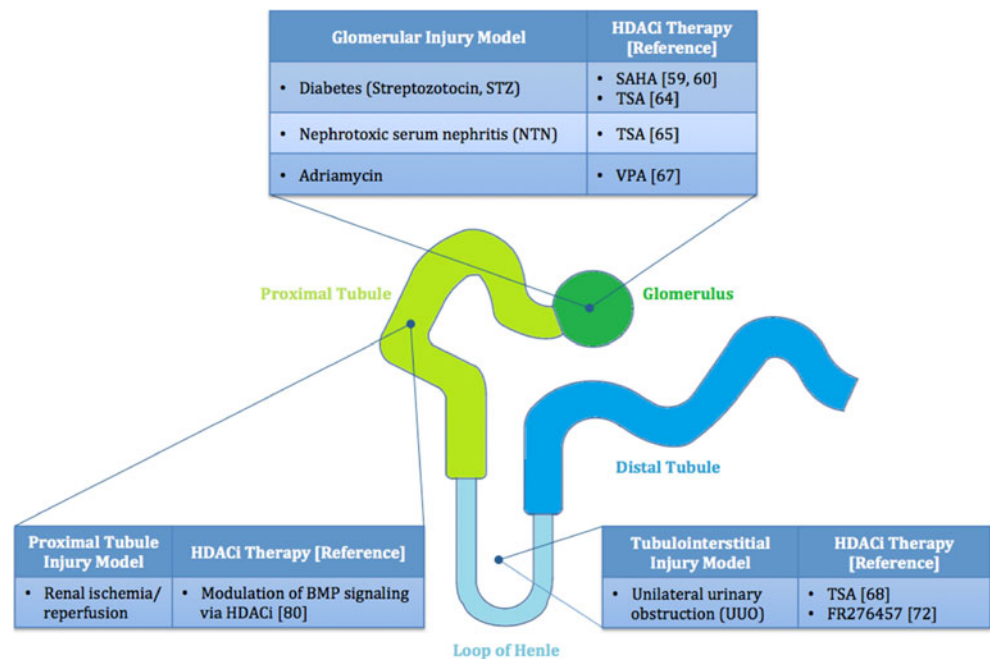 Glomerular Injury Model
HDACi Therapy
[Reference]
• Diabetes (Streptozotocin, STZ)
• SAHA [59, 60]
• TSA [64]
• Nephrotoxic serum nephritis (NTN)
• TSA [65]
• Adriamycin
• VPA [67]
Proximal Tubule
Glomerulus
Distal Tubule
Proximal Tubule
Injury Model
HDACi Therapy [Reference]
• Renal ischemia/
reperfusion
• Modulation of BMP signaling
via HDACi [80]
Tubulointerstitial
Injury Model
HDACi Therapy
[Reference]
• Unilateral urinary
obstruction (UUO)
• TSA [68]
• FR276457 [72]
Loop of Henle